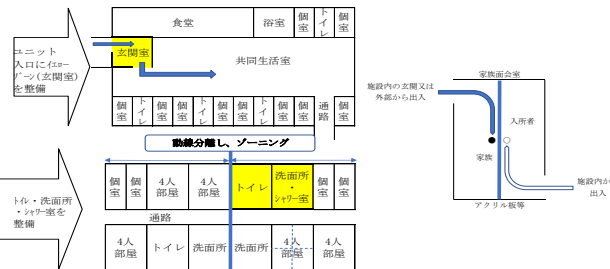 食堂
浴室
トイレ
個室
ユニット
入口にイエロー
ゾーン(玄関室)
を整備
玄関室
共同生活室
個室
トイレ
個室
個室
トイレ
個室
トイレ
個室
個室
通路
個室
動線分離し、ゾーニング
個室
個室
4人部屋
4人部屋
トイレ
洗面所・シャワー室
個室
個室
トイレ・洗面所
・シャワー室を
整備
通路
4人部屋
トイレ
洗面所
洗面所
4人部屋
4人部屋
家族面会室
施設内の玄関又は
外部から出入
入所者
家族
施設内か
出入
アクリル板等